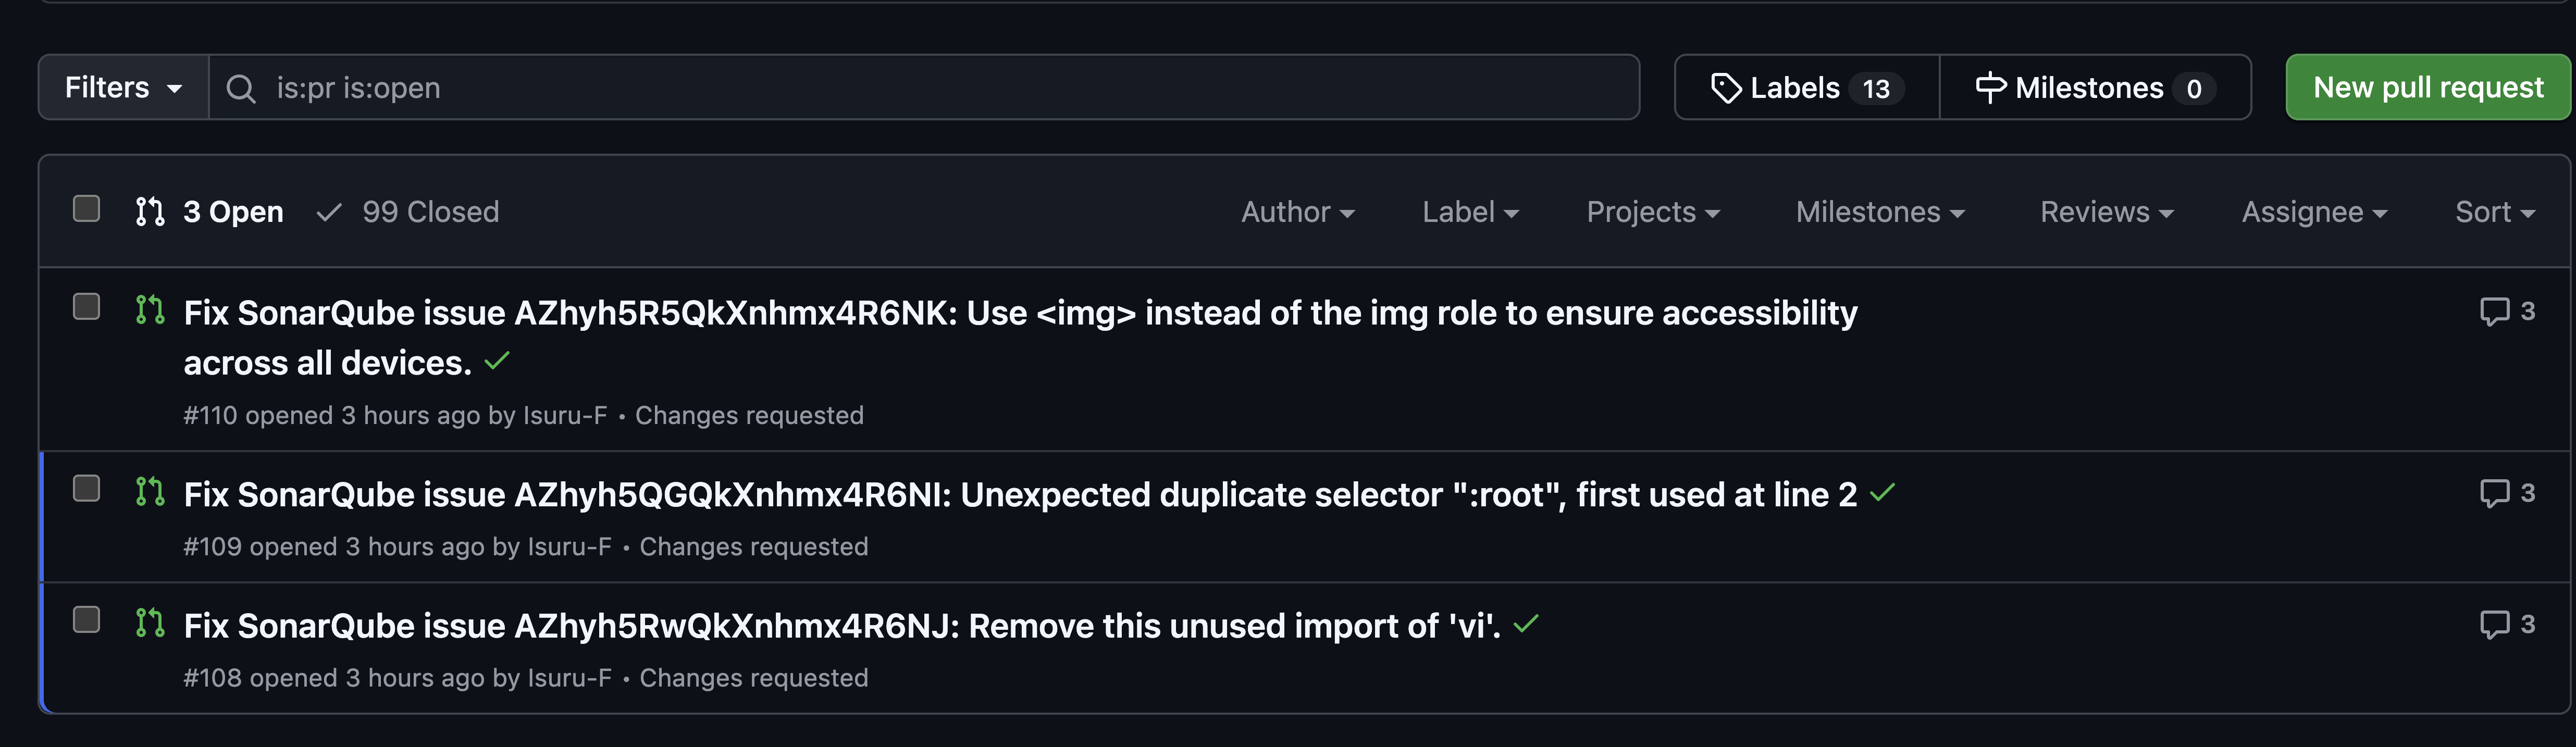 Filters is:pr is:open Labels 13 Milestones 0 New pull request
3 Open 99 Closed Author Label Projects Milestones Reviews Assignee Sort
Fix SonarQube issue AZhyh5R5QkXnhmx4R6NK: Use <img> instead of the img role to ensure accessibility 3
across all devices.
#110 opened 3 hours ago by Isuru-F • Changes requested
Fix SonarQube issue AZhyh5QGQkXnhmx4R6NI: Unexpected duplicate selector ":root", first used at line 2 3
#109 opened 3 hours ago by Isuru-F • Changes requested
Fix SonarQube issue AZhyh5RwQkXnhmx4R6NJ: Remove this unused import of 'vi'. 3
#108 opened 3 hours ago by Isuru-F • Changes requested